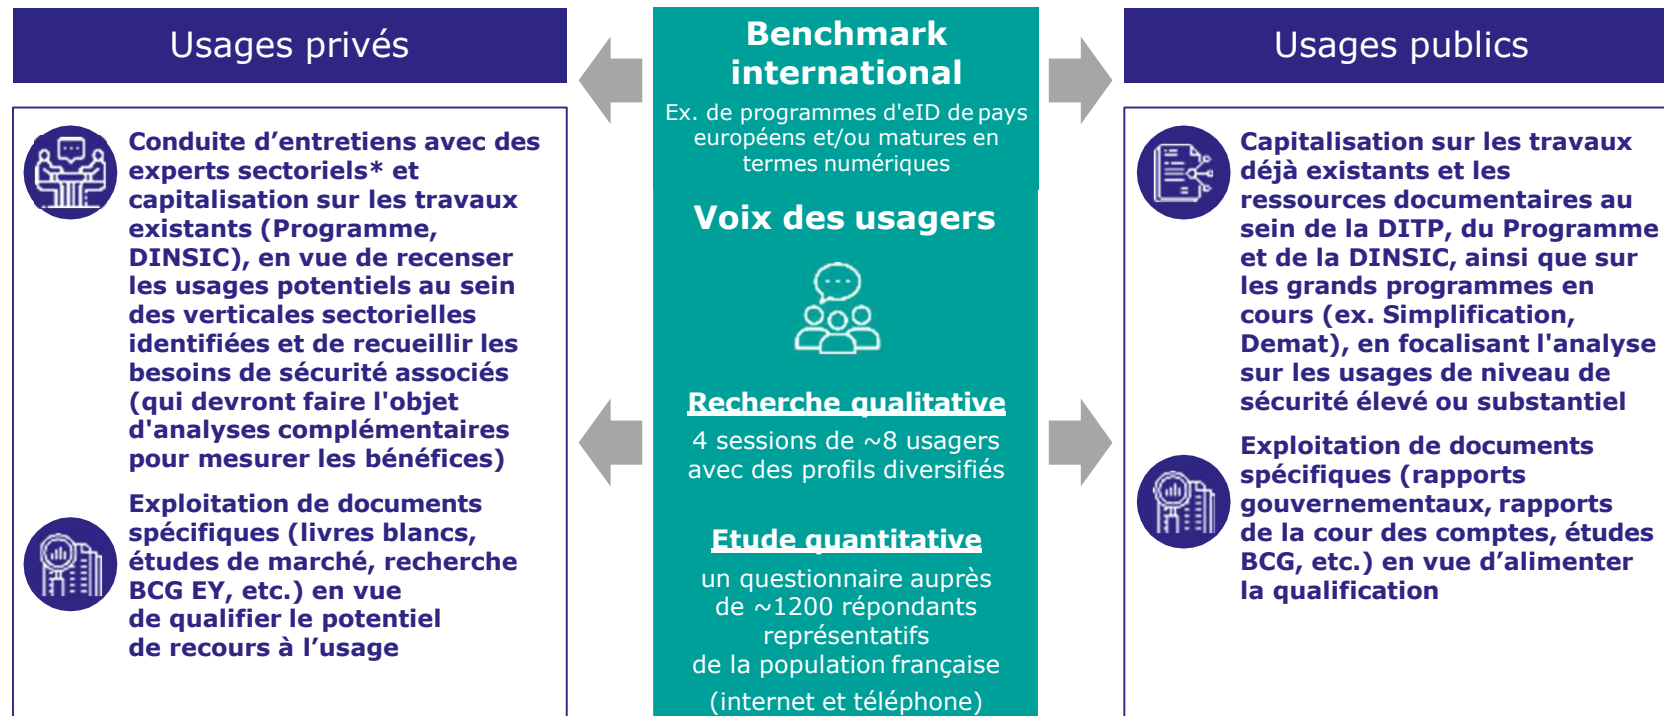 Usages privés
Conduite d’entretiens avec des
experts sectoriels* et
capitalisation sur les travaux
existants (Programme,
DINSIC), en vue de recenser
les usages potentiels au sein
des verticales sectorielles
identifiées et de recueillir les
besoins de sécurité associés
(qui devront faire l'objet
d'analyses complémentaires
pour mesurer les bénéfices)
Exploitation de documents
spécifiques (livres blancs,
études de marché, recherche
BCG EY, etc.) en vue
de qualifier le potentiel
de recours à l’usage
Benchmark
international
Ex. de programmes d'eID de pays
européens et/ou matures en
termes numériques
Voix des usagers
Recherche qualitative
4 sessions de ~8 usagers
avec des profils diversifiés
Etude quantitative
un questionnaire auprès
de ~1200 répondants
représentatifs
de la population française
(internet et téléphone)
Usages publics
Capitalisation sur les travaux
déjà existants et les
ressources documentaires au
sein de la DITP, du Programme
et de la DINSIC, ainsi que sur
les grands programmes en
cours (ex. Simplification,
Demat), en focalisant l'analyse
sur les usages de niveau de
sécurité élevé ou substantiel
Exploitation de documents
spécifiques (rapports
gouvernementaux, rapports
de la cour des comptes, études
BCG, etc.) en vue d’alimenter
la qualification